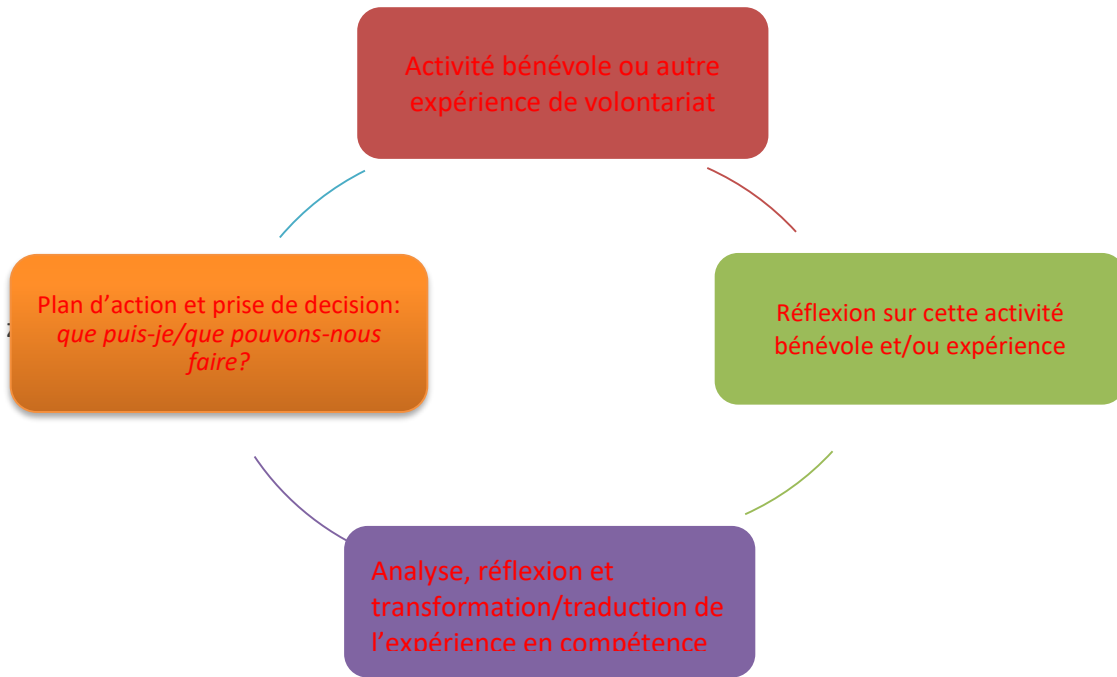 Activité bénévole ou autre
expérience de volontariat
Plan d’action et prise de decision:
que puis-je/que pouvons-nous
faire?
Réflexion sur cette activité
bénévole et/ou expérience
Analyse, réflexion et
transformation/traduction de
l’expérience en compétence